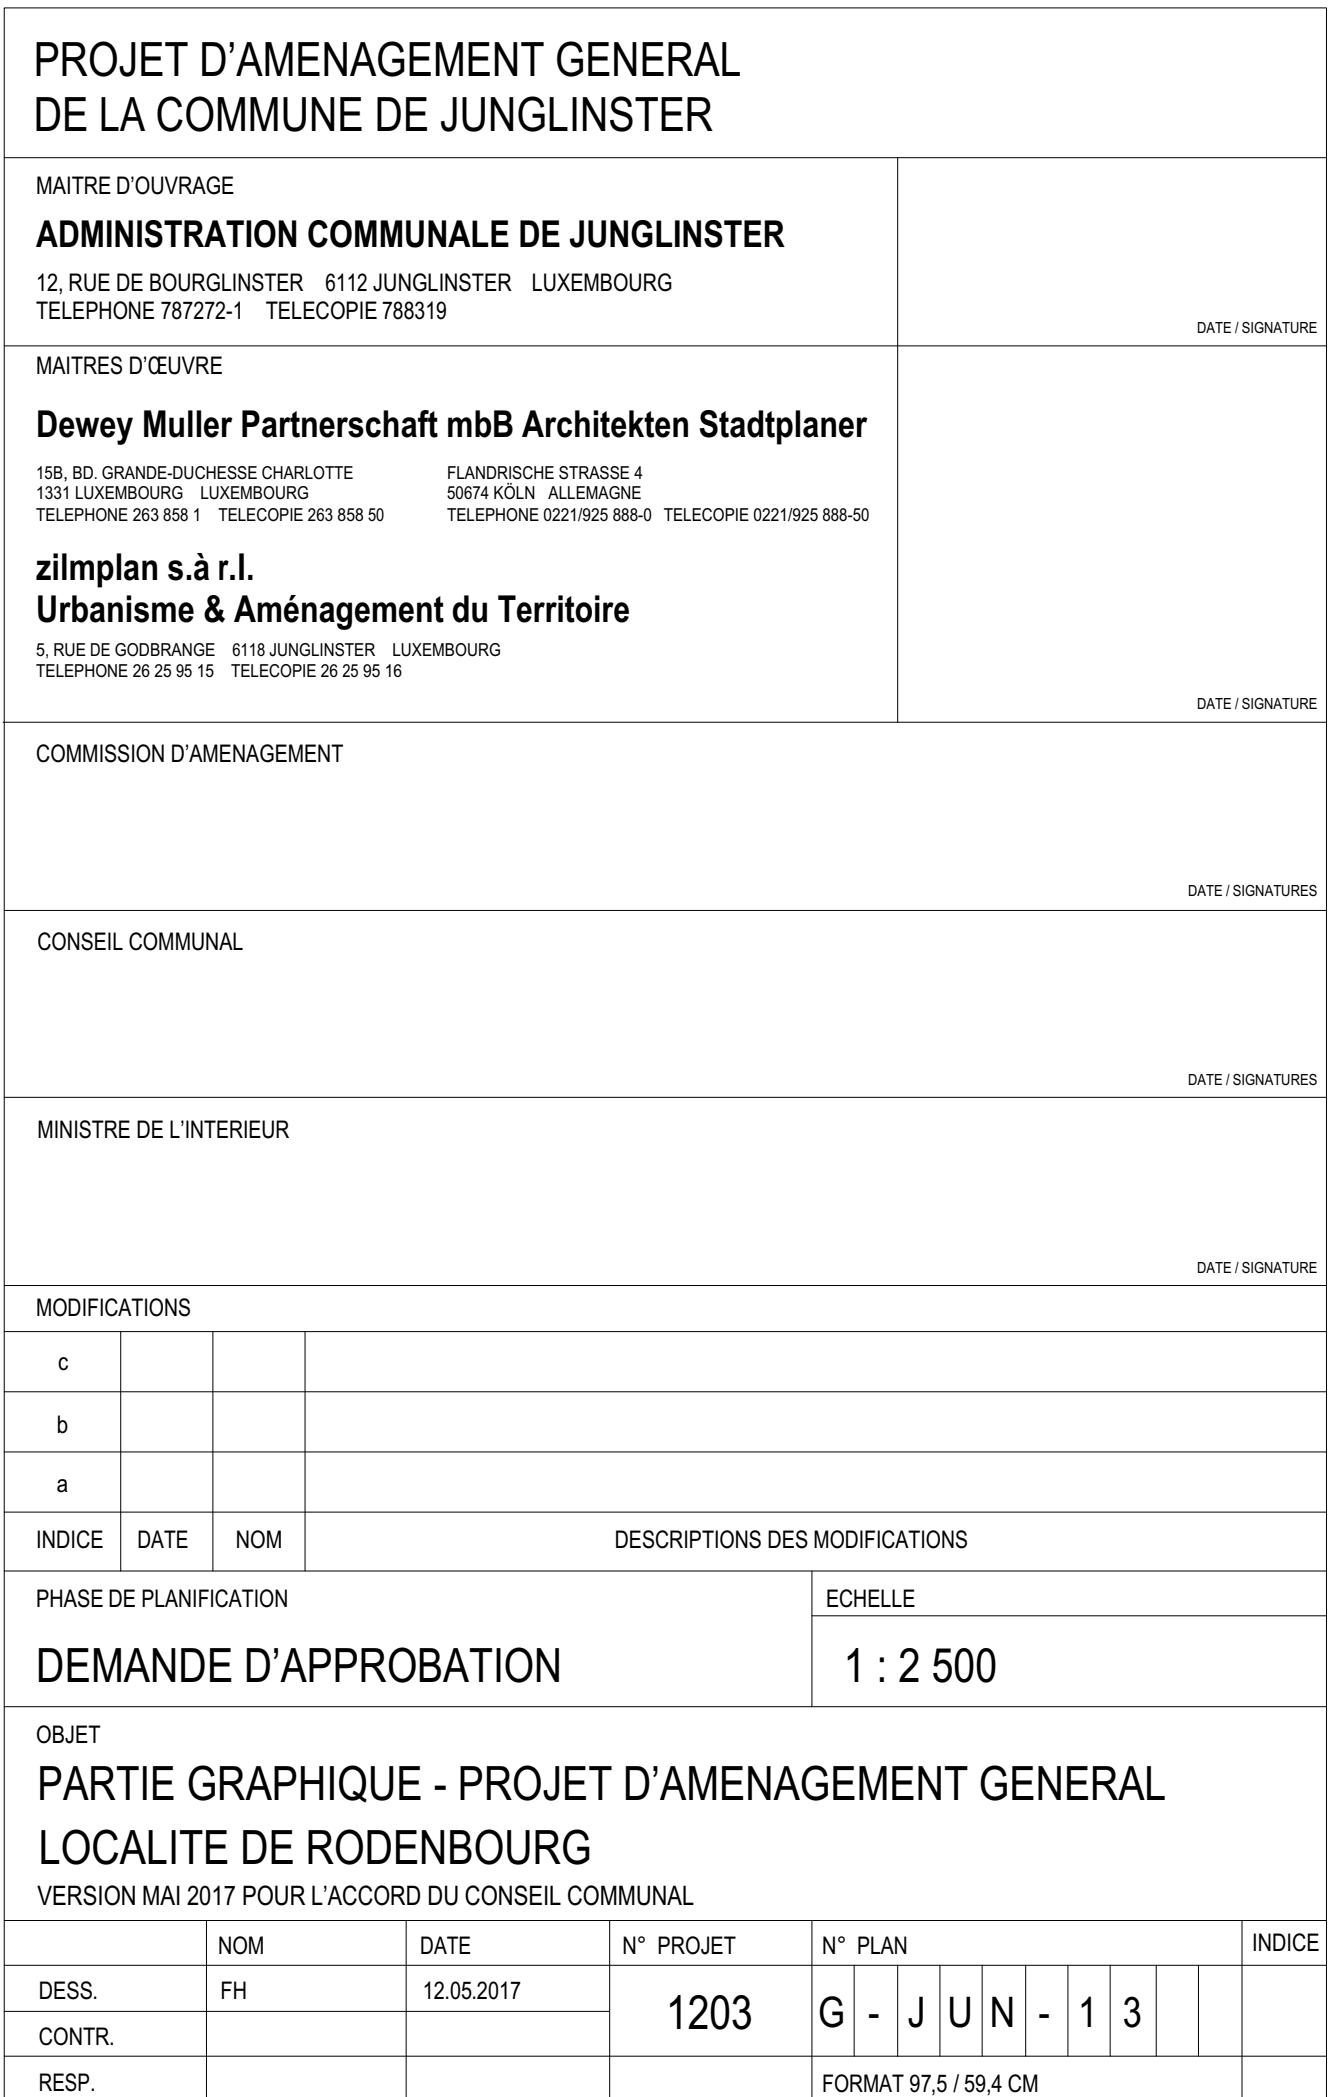 PROJET D’AMENAGEMENT GENERAL
DE LA COMMUNE DE JUNGLINSTER
MAITRE D’OUVRAGE
ADMINISTRATION COMMUNALE DE JUNGLINSTER
12, RUE DE BOURGLINSTER 6112 JUNGLINSTER LUXEMBOURG
TELEPHONE 787272-1 TELECOPIE 788319
DATE / SIGNATURE
MAITRES D’ŒUVRE
Dewey Muller Partnerschaft mbB Architekten Stadtplaner
15B, BD. GRANDE-DUCHESSE CHARLOTTE FLANDRISCHE STRASSE 4
1331 LUXEMBOURG LUXEMBOURG 50674 KÖLN ALLEMAGNE
TELEPHONE 263 858 1 TELECOPIE 263 858 50 TELEPHONE 0221/925 888-0 TELECOPIE 0221/925 888-50
zilmplan s.à r.l.
Urbanisme & Aménagement du Territoire
5, RUE DE GODBRANGE 6118 JUNGLINSTER LUXEMBOURG
TELEPHONE 26 25 95 15 TELECOPIE 26 25 95 16
DATE / SIGNATURE
COMMISSION D’AMENAGEMENT
DATE / SIGNATURES
CONSEIL COMMUNAL
DATE / SIGNATURES
MINISTRE DE L’INTERIEUR
DATE / SIGNATURE
MODIFICATIONS
c
b
a
INDICE DATE NOM DESCRIPTIONS DES MODIFICATIONS
PHASE DE PLANIFICATION ECHELLE
DEMANDE D’APPROBATION 1 : 2 500
OBJET
PARTIE GRAPHIQUE - PROJET D’AMENAGEMENT GENERAL
LOCALITE DE RODENBOURG
VERSION MAI 2017 POUR L’ACCORD DU CONSEIL COMMUNAL
NOM DATE N° PROJET N° PLAN INDICE
DESS. FH 12.05.2017 1203 G - J U N - 1 3
CONTR.
RESP. FORMAT 97,5 / 59,4 CM